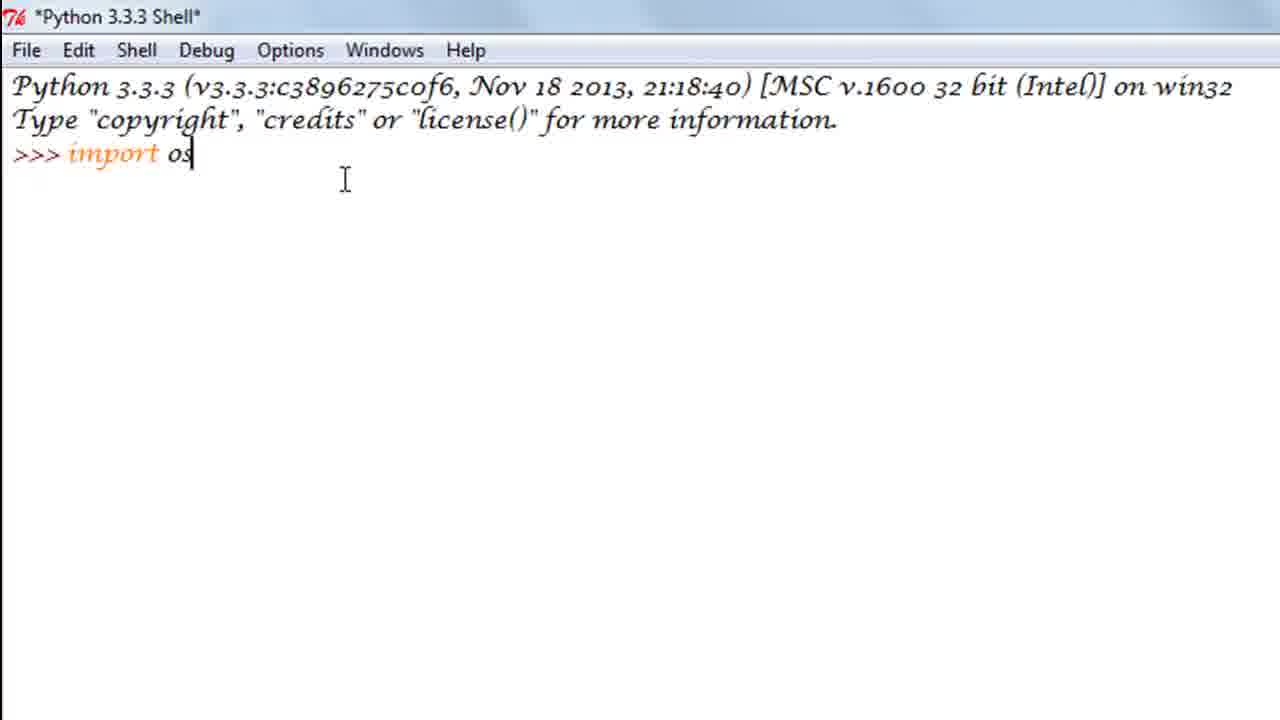 *Python 3.3.3 Shell*
File Edit Shell Debug Options Windows Help
Python 3.3.3 (v3.3.3:c3896275c0f6, Nov 18 2013, 21:18:40) [MSC v.1600 32 bit (Intel)] on win32
Type "copyright", "credits" or "license()" for more information.
>>> import os